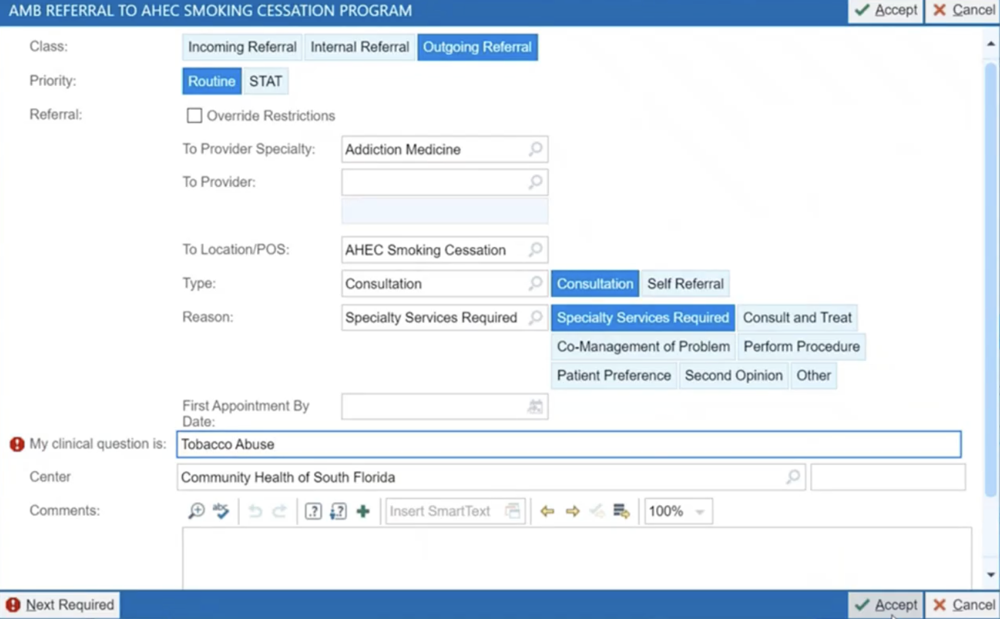 AMB REFERRAL TO AHEC SMOKING CESSATION PROGRAM Accept Cancel
Class: Incoming Referral Internal Referral Outgoing Referral
Priority: Routine STAT
Referral: Override Restrictions
To Provider Specialty: Addiction Medicine
To Provider:
To Location/POS: AHEC Smoking Cessation
Type: Consultation Consultation Self Referral
Reason: Specialty Services Required Specialty Services Required Consult and Treat
Co-Management of Problem Perform Procedure
Patient Preference Second Opinion Other
First Appointment By
Date:
My clinical question is: Tobacco Abuse
Center Community Health of South Florida
Comments: abc Insert SmartText 100%
Next Required Accept Cancel